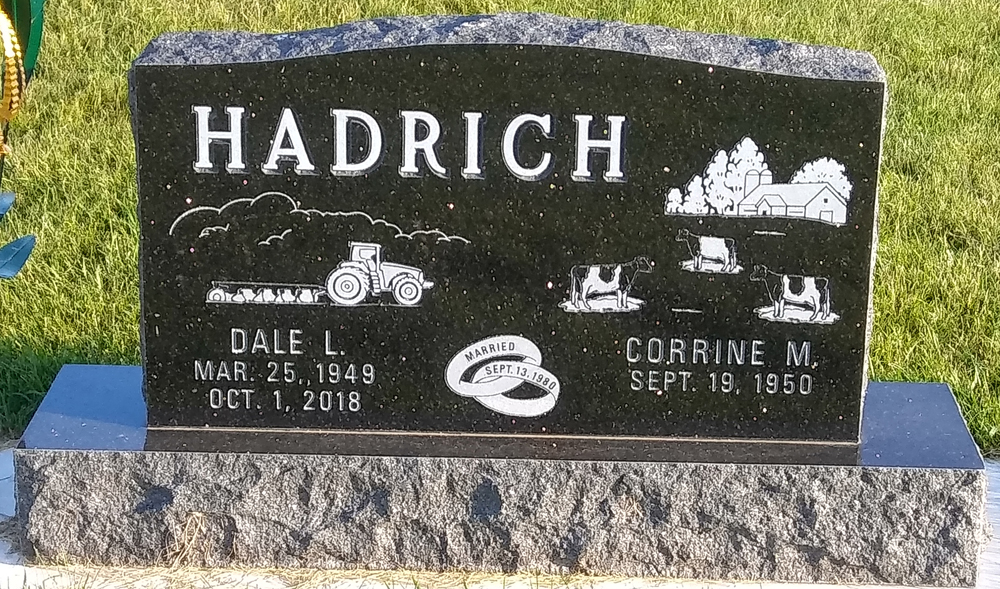 HADRICH
DALE L.
MAR. 25, 1949
OCT. 1, 2018
MARRIED
SEPT. 13, 1980
CORRINE M.
SEPT. 19, 1950